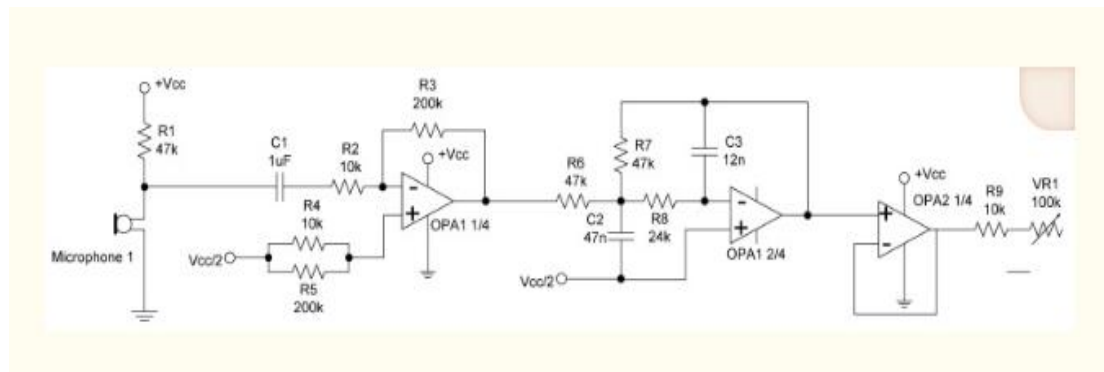 +Vcc
R1
47k
Microphone 1
C1
1uF
R2
10k
R4
10k
Vcc/2
R5
200k
R3
200k
+Vcc
-
+
OPA1 1/4
R6
47k
R7
47k
C2
47n
R8
24k
C3
12n
Vcc/2
-
+
OPA1 2/4
+Vcc
OPA2 1/4
+
-
R9
10k
VR1
100k